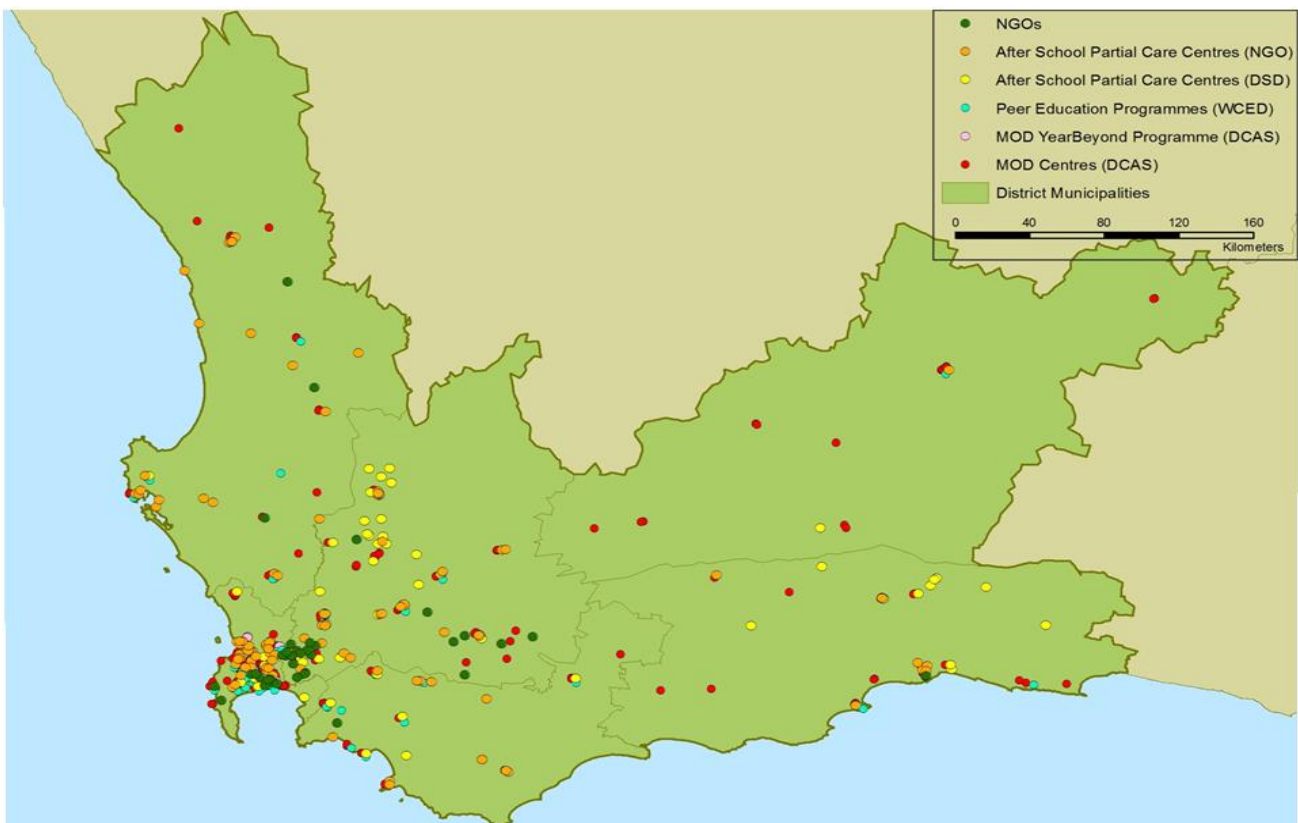 NGOs
After School Partial Care Centres (NGO)
After School Partial Care Centres (DSD)
Peer Education Programmes (WCED)
MOD YearBeyond Programme (DCAS)
MOD Centres (DCAS)
District Municipalities
0 40 80 120 160
Kilometers